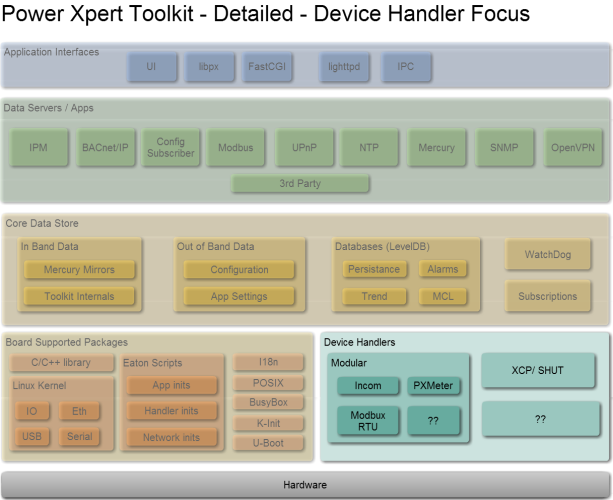 Power Xpert Toolkit - Detailed - Device Handler Focus
Application Interfaces
UI
libpx
FastCGI
lighttpd
IPC
Data Servers / Apps
IPM
BACnet/IP
Config
Subscriber
Modbus
UPnP
NTP
Mercury
SNMP
OpenVPN
3rd Party
Core Data Store
In Band Data
Mercury Mirrors
Toolkit Internals
Out of Band Data
Configuration
App Settings
Databases (LevelDB)
Persistance
Alarms
Trend
MCL
WatchDog
Subscriptions
Board Supported Packages
C/C++ library
Linux Kernel
IO
Eth
USB
Serial
Eaton Scripts
App inits
Handler inits
Network inits
I18n
POSIX
BusyBox
K-Init
U-Boot
Device Handlers
Modular
Incom
PXMeter
Modbux
RTU
??
XCP/ SHUT
??
Hardware